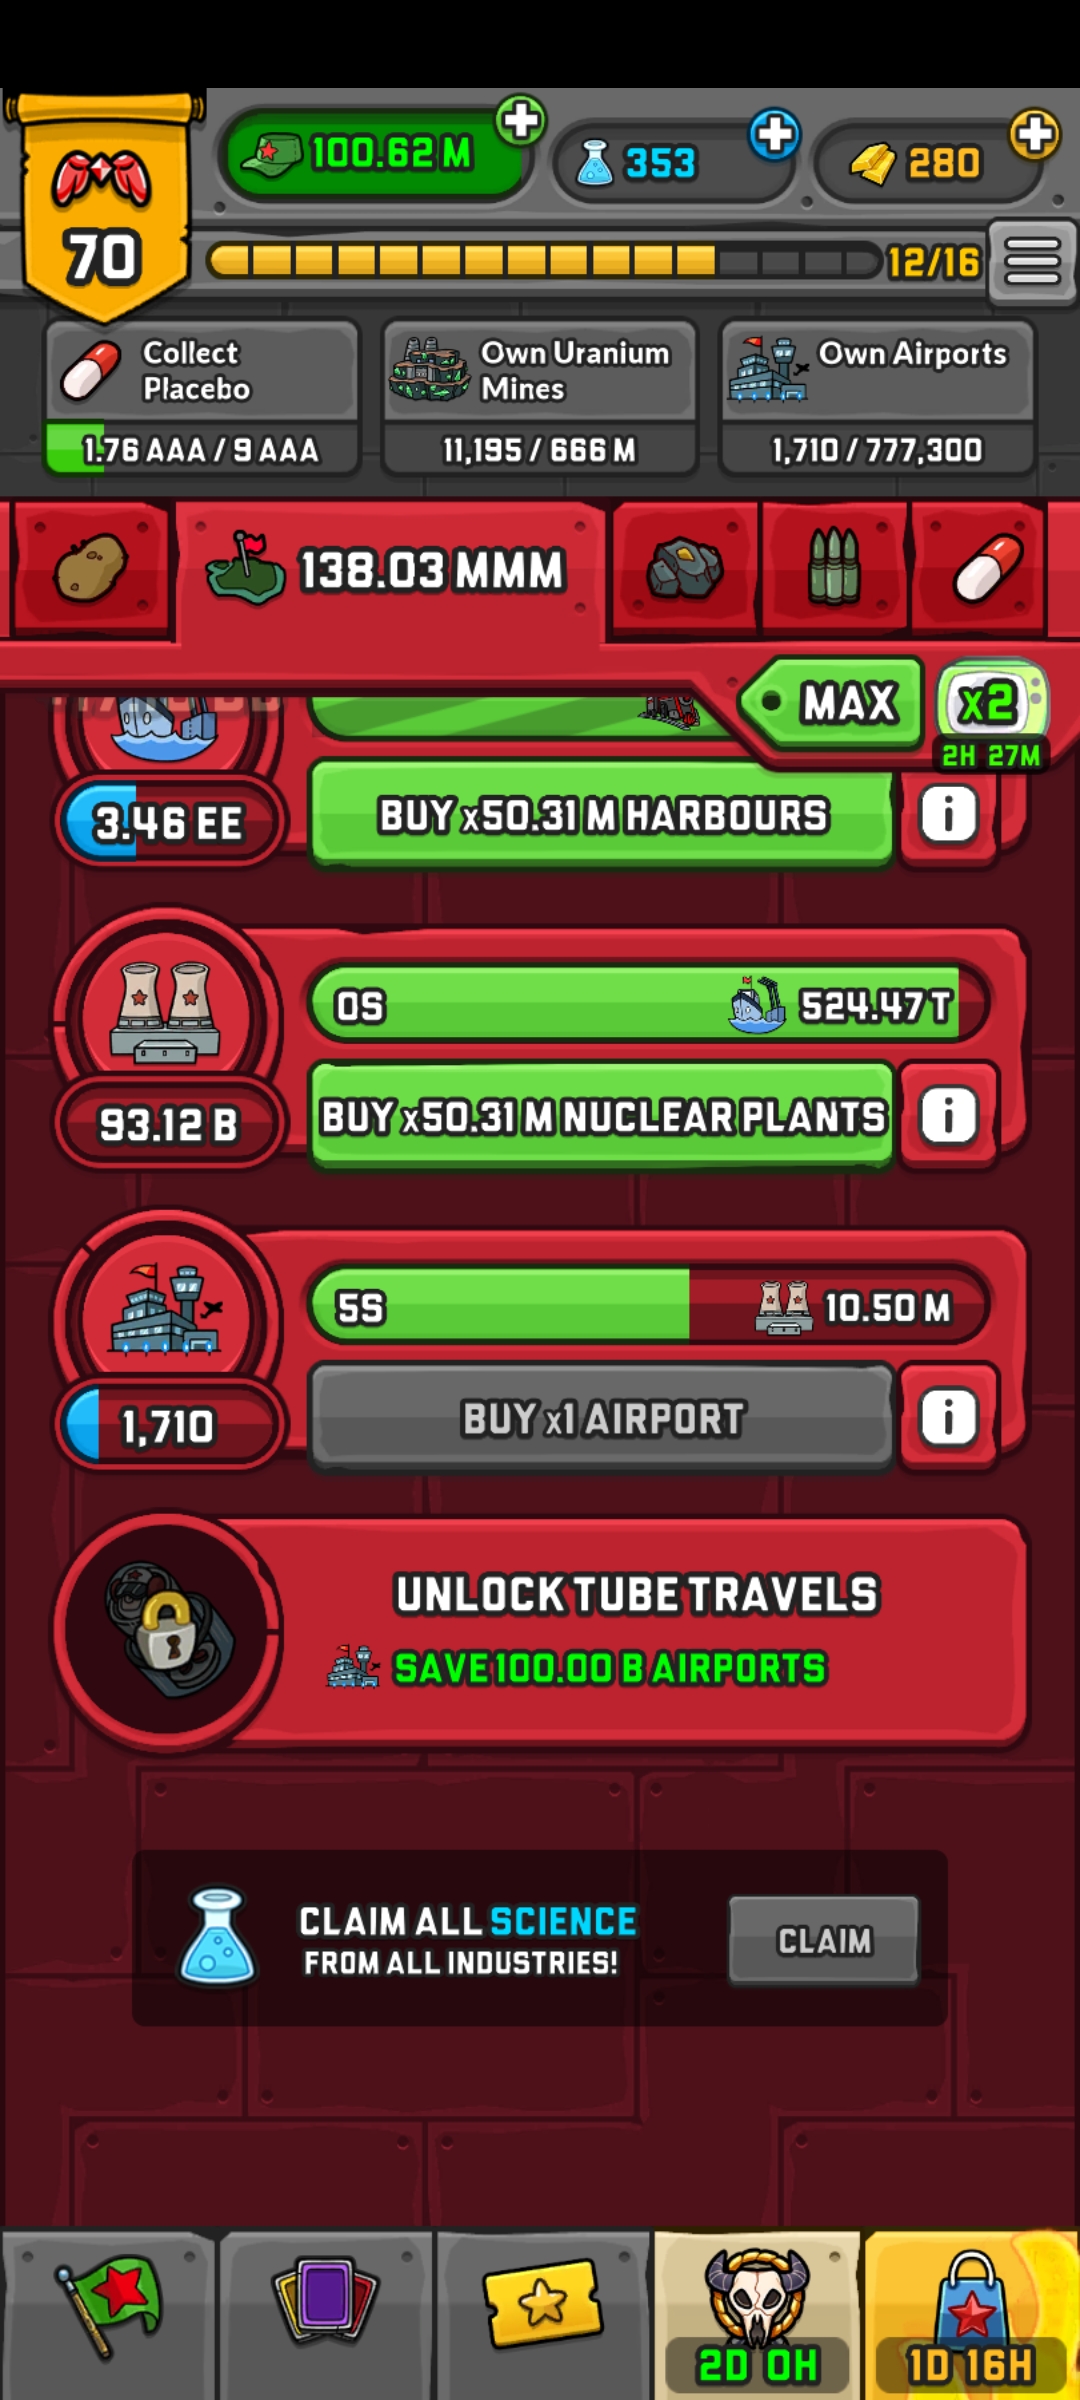 100.62 M
353
280
70
12/16
Collect
Placebo
Own Uranium
Mines
Own Airports
1.76 AAA / 9 AAA
11,195 / 666 M
1,710 / 777,300
138.03 MMM
MAX
x2
2H 27M
3.46 EE
BUY x50.31 M HARBOURS
i
0S
524.47 T
93.12 B
BUY x50.31 M NUCLEAR PLANTS
i
5S
10.50 M
1,710
BUY x1 AIRPORT
i
UNLOCK TUBE TRAVELS
SAVE 100.00 B AIRPORTS
CLAIM ALL SCIENCE
FROM ALL INDUSTRIES!
CLAIM
2D 0H
1D 16H